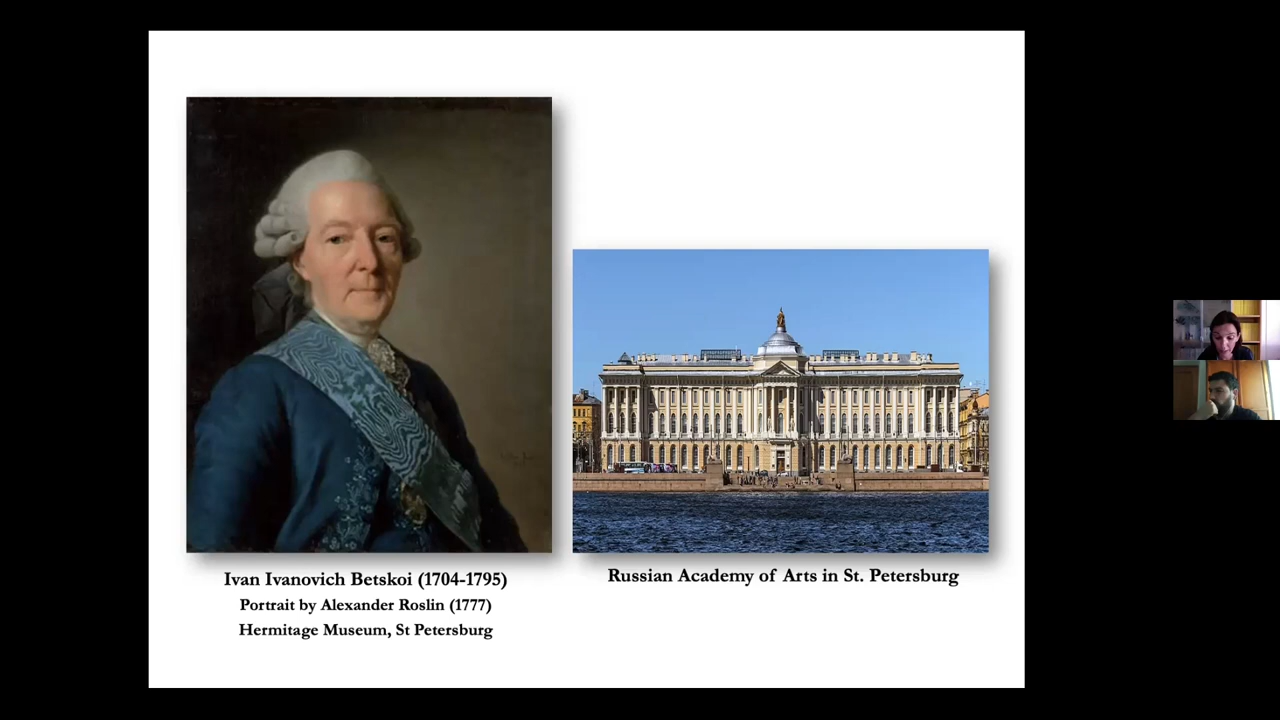 Ivan Ivanovich Betskoi (1704-1795)
Portrait by Alexander Roslin (1777)
Hermitage Museum, St Petersburg
Russian Academy of Arts in St. Petersburg